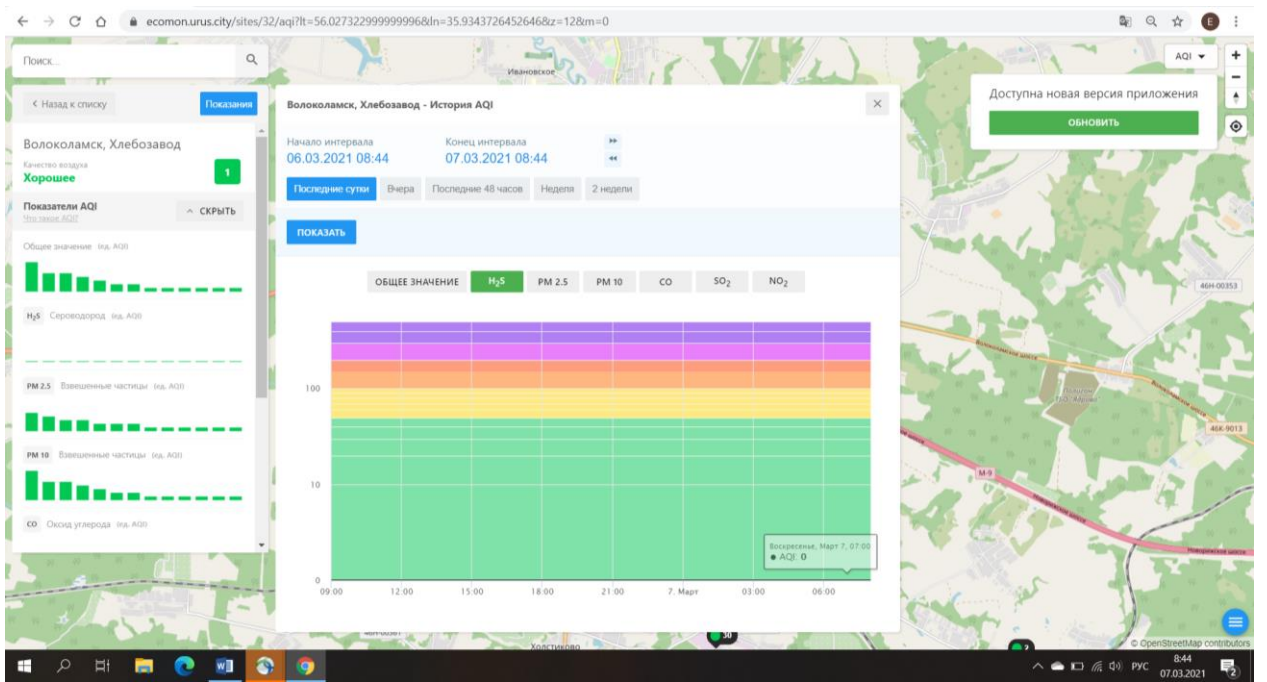 ecomon.urus.city/sites/32/aqi?lt=56.027322999999996&ln=35.93437264526468&z=12&m=0
E
Поиск...
Назад к списку
Показания
Волоколамск, Хлебозавод
Качество воздуха
Хорошее
1
Показатели AQI
Что такое AQI?
СКРЫТЬ
Общее значение (ед. AQI)
H₂S Сероводород (ед. AQI)
PM 2.5 Взвешенные частицы (ед. AQI)
PM 10 Взвешенные частицы (ед. AQI)
CO Оксид углерода (ед. AQI)
Ивановское
Волоколамск, Хлебозавод - История AQI
Начало интервала
Конец интервала
06.03.2021 08:44
07.03.2021 08:44
Последние сутки
Вчера
Последние 48 часов
Неделя
2 недели
ПОКАЗАТЬ
ОБЩЕЕ ЗНАЧЕНИЕ
H₂S
PM 2.5
PM 10
CO
SO₂
NO₂
100
10
0
Воскресенье, Март 7, 07:00
AQI: 0
09:00 12:00 15:00 18:00 21:00 7. Март 03:00 06:00
AQI
+
−
Доступна новая версия приложения
ОБНОВИТЬ
46Н-00353
Волоколамское шоссе
46К-9013
М-9
Новорижское шоссе
Новорижское шоссе
Холстиково
30
2
© OpenStreetMap contributors
РУС
8:44
07.03.2021
2